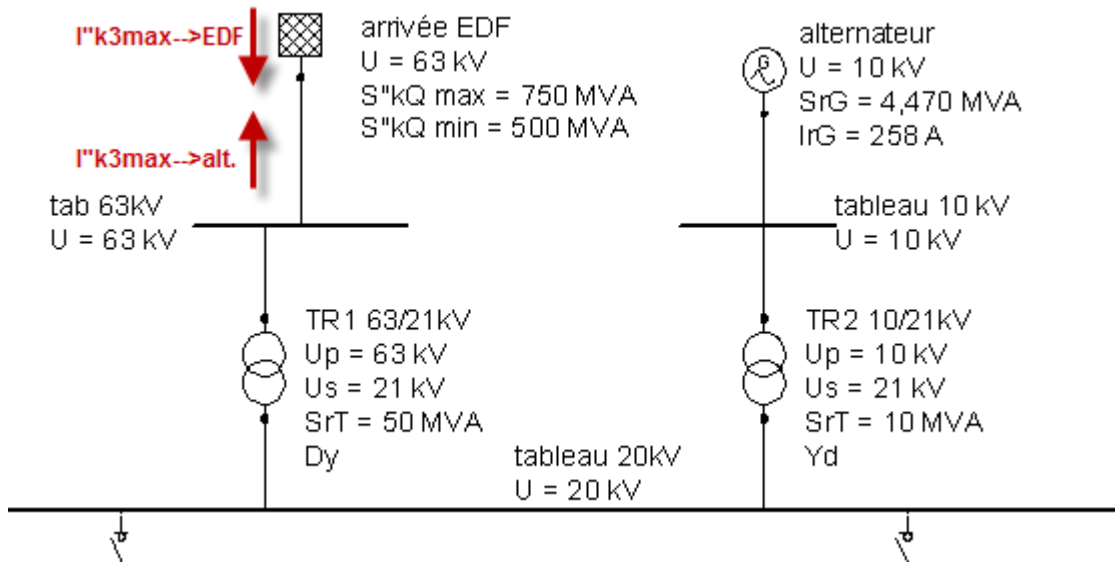 I"k3max-->EDF
I"k3max-->alt.
arrivée EDF
U = 63 kV
S"kQ max = 750 MVA
S"kQ min = 500 MVA
G
alternateur
U = 10 kV
SrG = 4,470 MVA
IrG = 258 A
tab 63kV
U = 63 kV
tableau 10 kV
U = 10 kV
TR1 63/21kV
Up = 63 kV
Us = 21 kV
SrT = 50 MVA
Dy
TR2 10/21kV
Up = 10 kV
Us = 21 kV
SrT = 10 MVA
Yd
tableau 20kV
U = 20 kV